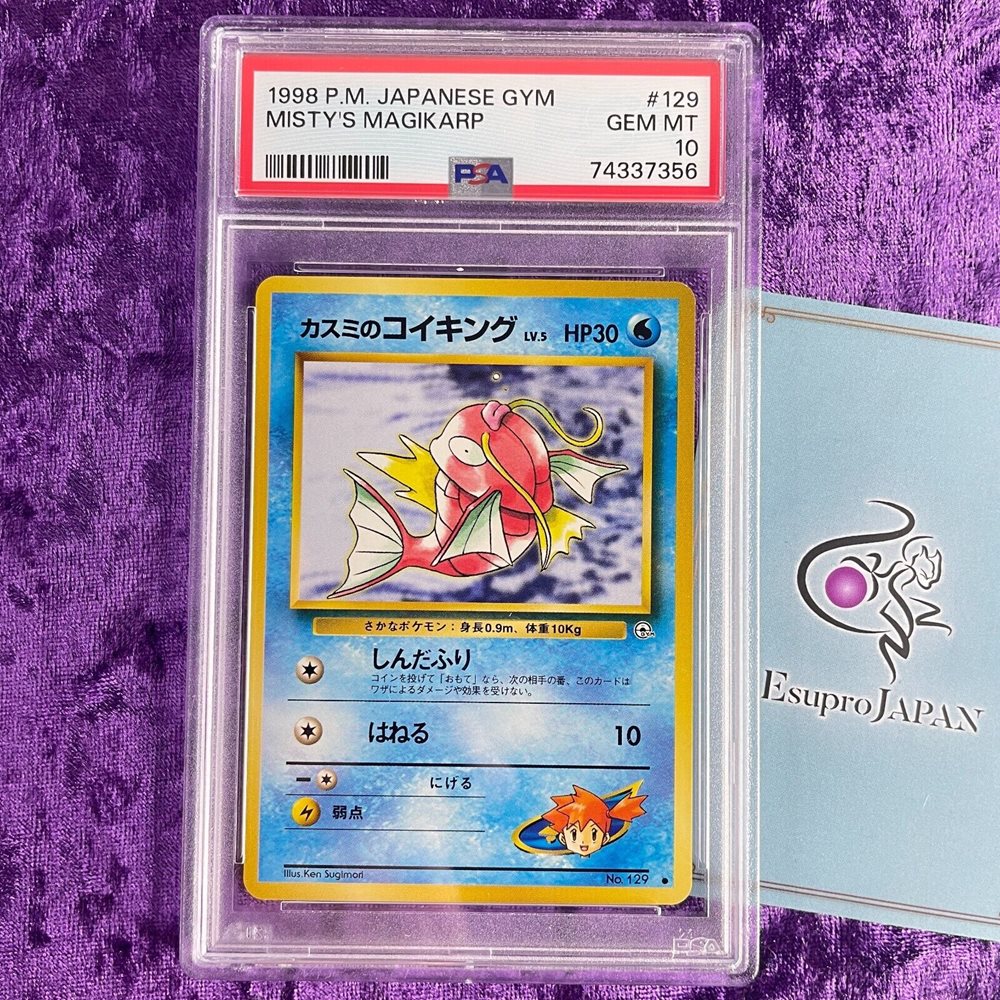 1998 P.M. JAPANESE GYM #129
MISTY'S MAGIKARP GEM MT
10
PSA 74337356
カスミのコイキング LV.5 HP30
さかなポケモン：身長0.9m、体重10Kg
GYM
しんだふり
コインを投げて「おもて」なら、次の相手の番、このカードは
ワザによるダメージや効果を受けない。
はねる 10
にげる
弱点
Illus.Ken Sugimori No. 129
EsuproJAPAN
PSA